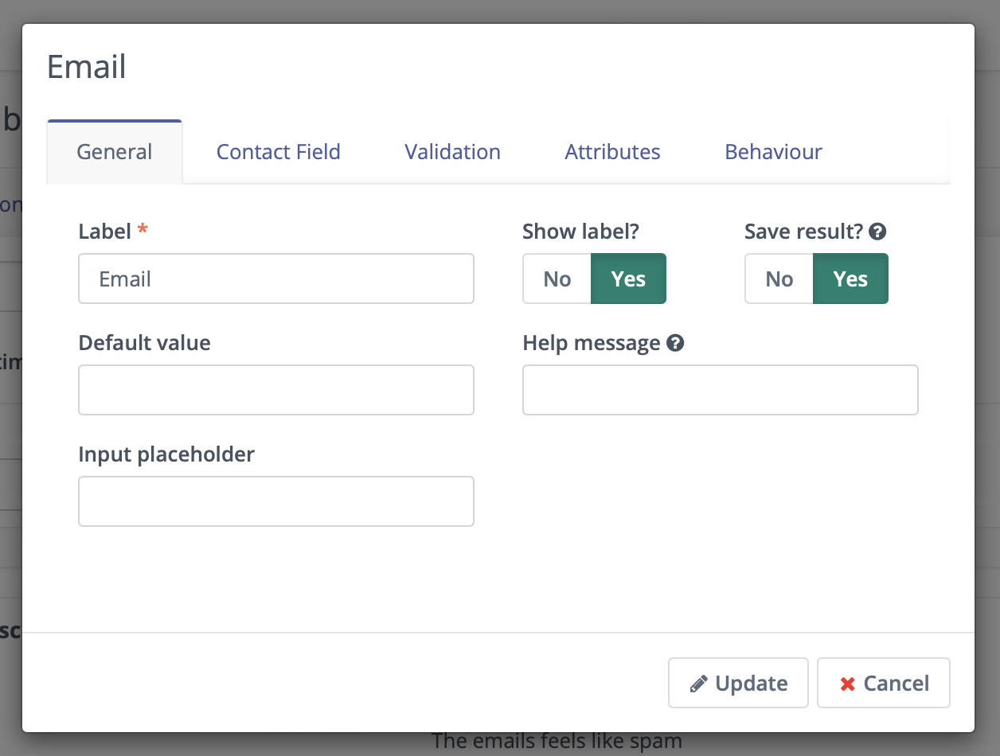 Email
General Contact Field Validation Attributes Behaviour
Label * Show label? Save result?
Email No Yes No Yes
Default value Help message
Input placeholder
Update Cancel
The emails feels like spam